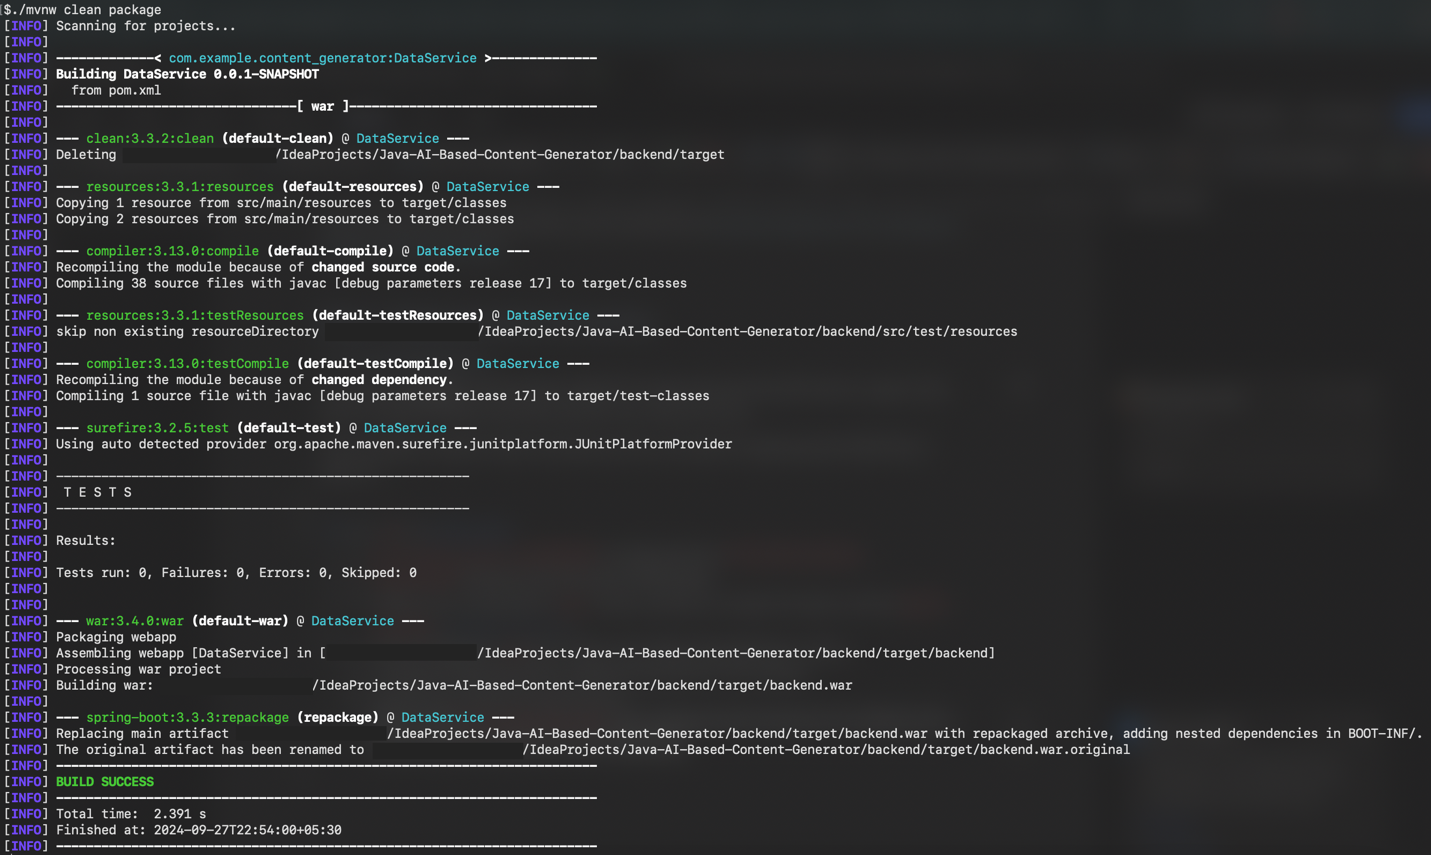 $./mvnw clean package
[INFO] Scanning for projects...
[INFO]
[INFO] -------------< com.example.content_generator:DataService >--------------
[INFO] Building DataService 0.0.1-SNAPSHOT
[INFO]   from pom.xml
[INFO] --------------------------------[ war ]---------------------------------
[INFO]
[INFO] --- clean:3.3.2:clean (default-clean) @ DataService ---
[INFO] Deleting /IdeaProjects/Java-AI-Based-Content-Generator/backend/target
[INFO]
[INFO] --- resources:3.3.1:resources (default-resources) @ DataService ---
[INFO] Copying 1 resource from src/main/resources to target/classes
[INFO] Copying 2 resources from src/main/resources to target/classes
[INFO]
[INFO] --- compiler:3.13.0:compile (default-compile) @ DataService ---
[INFO] Recompiling the module because of changed source code.
[INFO] Compiling 38 source files with javac [debug parameters release 17] to target/classes
[INFO]
[INFO] --- resources:3.3.1:testResources (default-testResources) @ DataService ---
[INFO] skip non existing resourceDirectory /IdeaProjects/Java-AI-Based-Content-Generator/backend/src/test/resources
[INFO]
[INFO] --- compiler:3.13.0:testCompile (default-testCompile) @ DataService ---
[INFO] Recompiling the module because of changed dependency.
[INFO] Compiling 1 source file with javac [debug parameters release 17] to target/test-classes
[INFO]
[INFO] --- surefire:3.2.5:test (default-test) @ DataService ---
[INFO] Using auto detected provider org.apache.maven.surefire.junitplatform.JUnitPlatformProvider
[INFO]
[INFO] -------------------------------------------------------
[INFO]  T E S T S
[INFO] -------------------------------------------------------
[INFO]
[INFO] Results:
[INFO]
[INFO] Tests run: 0, Failures: 0, Errors: 0, Skipped: 0
[INFO]
[INFO]
[INFO] --- war:3.4.0:war (default-war) @ DataService ---
[INFO] Packaging webapp
[INFO] Assembling webapp [DataService] in [ /IdeaProjects/Java-AI-Based-Content-Generator/backend/target/backend]
[INFO] Processing war project
[INFO] Building war: /IdeaProjects/Java-AI-Based-Content-Generator/backend/target/backend.war
[INFO]
[INFO] --- spring-boot:3.3.3:repackage (repackage) @ DataService ---
[INFO] Replacing main artifact /IdeaProjects/Java-AI-Based-Content-Generator/backend/target/backend.war with repackaged archive, adding nested dependencies in BOOT-INF/.
[INFO] The original artifact has been renamed to /IdeaProjects/Java-AI-Based-Content-Generator/backend/target/backend.war.original
[INFO] ------------------------------------------------------------------------
[INFO] BUILD SUCCESS
[INFO] ------------------------------------------------------------------------
[INFO] Total time:  2.391 s
[INFO] Finished at: 2024-09-27T22:54:00+05:30
[INFO] ------------------------------------------------------------------------